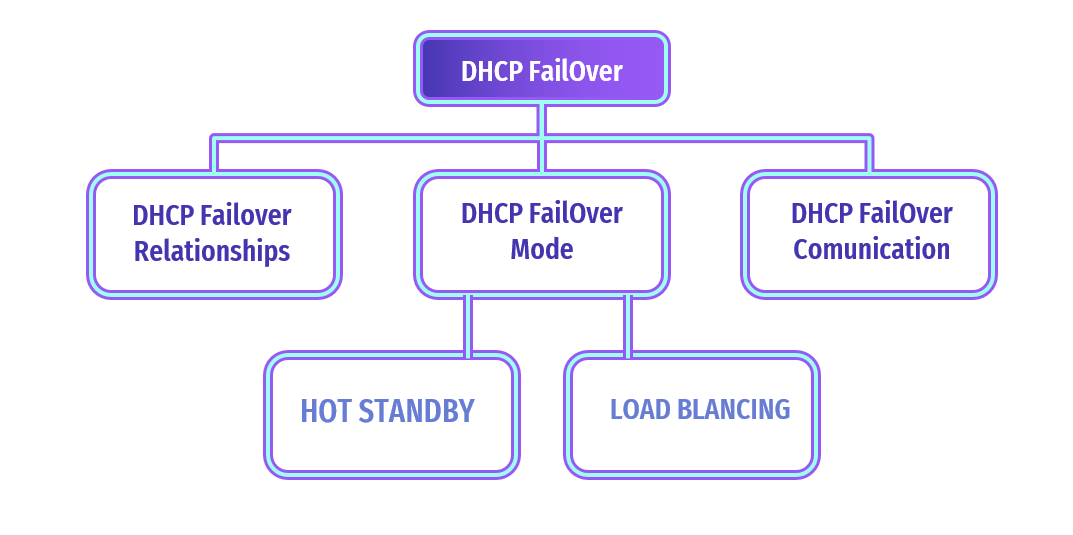 DHCP FailOver
DHCP Failover
Relationships
DHCP FailOver
Mode
DHCP FailOver
Comunication
HOT STANDBY
LOAD BLANCING